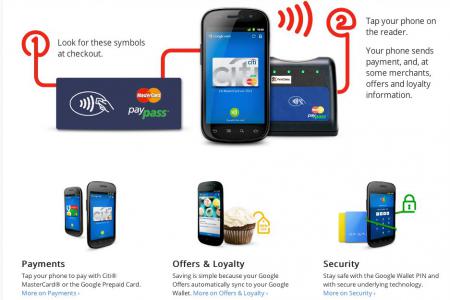 1
Look for these symbols
at checkout.
MasterCard
PayPass
citi
2
Tap your phone on
the reader.
Your phone sends
payment, and, at
some merchants,
offers and loyalty
information.
MasterCard
Payments
Tap your phone to pay with Citi®
MasterCard® or the Google Prepaid Card.
More on Payments ›
Offers & Loyalty
Saving is simple because your Google
Offers automatically sync to your Google
Wallet. More on Offers & Loyalty ›
Security
Stay safe with the Google Wallet PIN and
with secure underlying technology.
More on Security ›